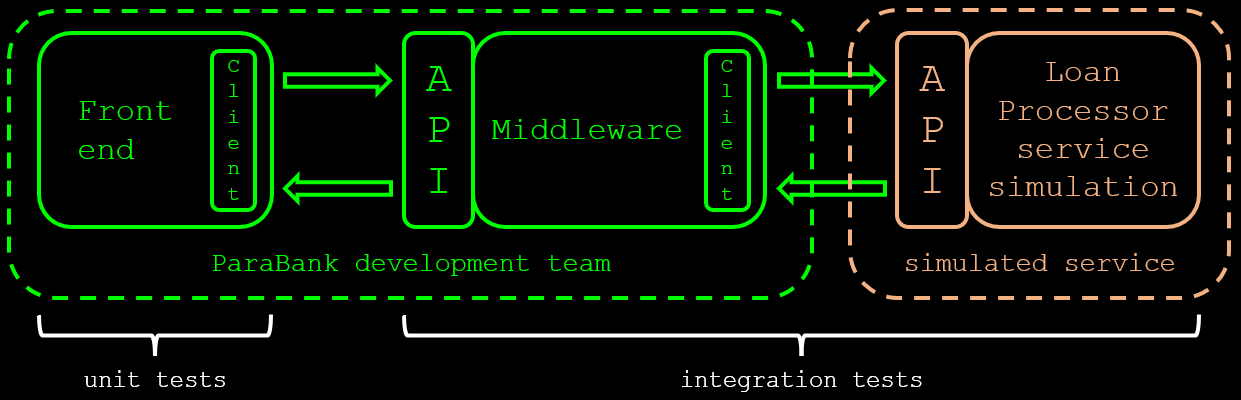 Front
end
Client
API
Middleware
Client
API
Loan
Processor
service
simulation
ParaBank development team
simulated service
unit tests
integration tests